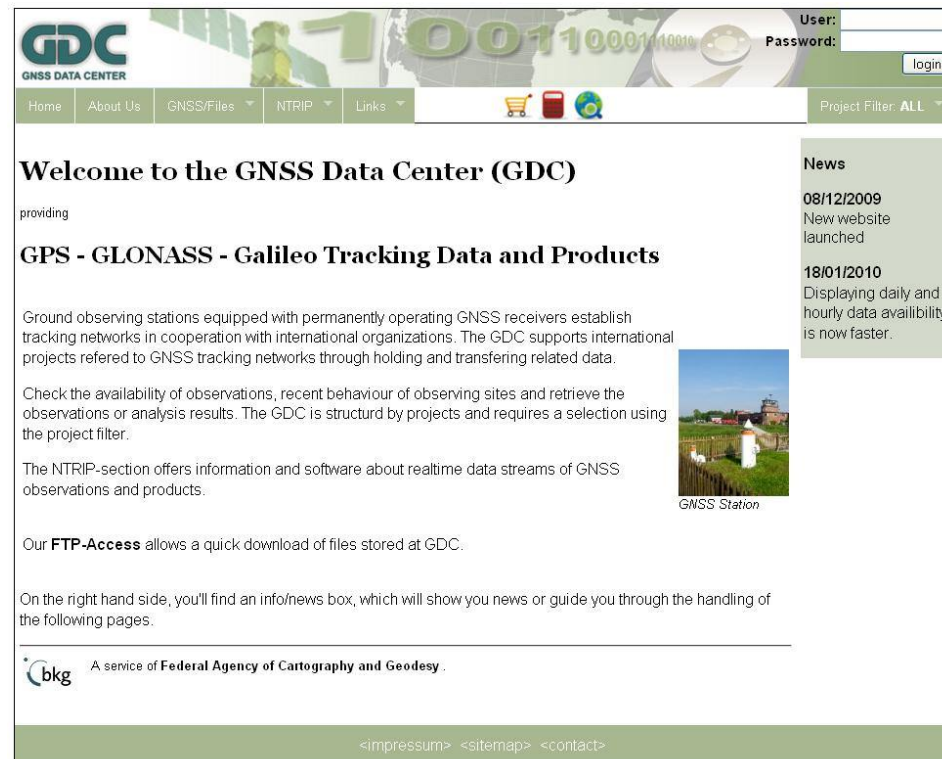 GDC
GNSS DATA CENTER
1 0011000110010
User:
Password:
login
Home About Us GNSS/Files NTRIP Links Project Filter: ALL
Welcome to the GNSS Data Center (GDC)
providing
GPS - GLONASS - Galileo Tracking Data and Products
Ground observing stations equipped with permanently operating GNSS receivers establish
tracking networks in cooperation with international organizations. The GDC supports international
projects refered to GNSS tracking networks through holding and transfering related data.
Check the availability of observations, recent behaviour of observing sites and retrieve the
observations or analysis results. The GDC is structurd by projects and requires a selection using
the project filter.
The NTRIP-section offers information and software about realtime data streams of GNSS
observations and products.
GNSS Station
Our FTP-Access allows a quick download of files stored at GDC.
On the right hand side, you'll find an info/news box, which will show you news or guide you through the handling of
the following pages.
bkg
A service of Federal Agency of Cartography and Geodesy .
News
08/12/2009
New website
launched
18/01/2010
Displaying daily and
hourly data availibility
is now faster.
<impressum> <sitemap> <contact>